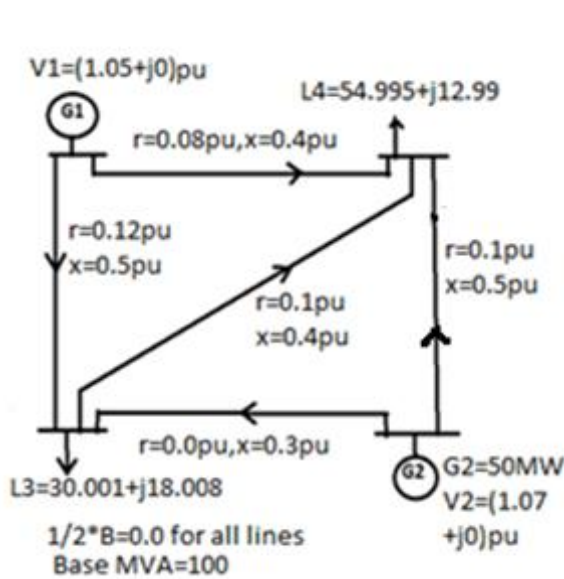 V1=(1.05+j0)pu
G1
L4=54.995+j12.99
r=0.08pu,x=0.4pu
r=0.12pu
x=0.5pu
r=0.1pu
x=0.5pu
r=0.1pu
x=0.4pu
r=0.0pu,x=0.3pu
L3=30.001+j18.008
G2
G2=50MW
V2=(1.07
+j0)pu
1/2*B=0.0 for all lines
Base MVA=100